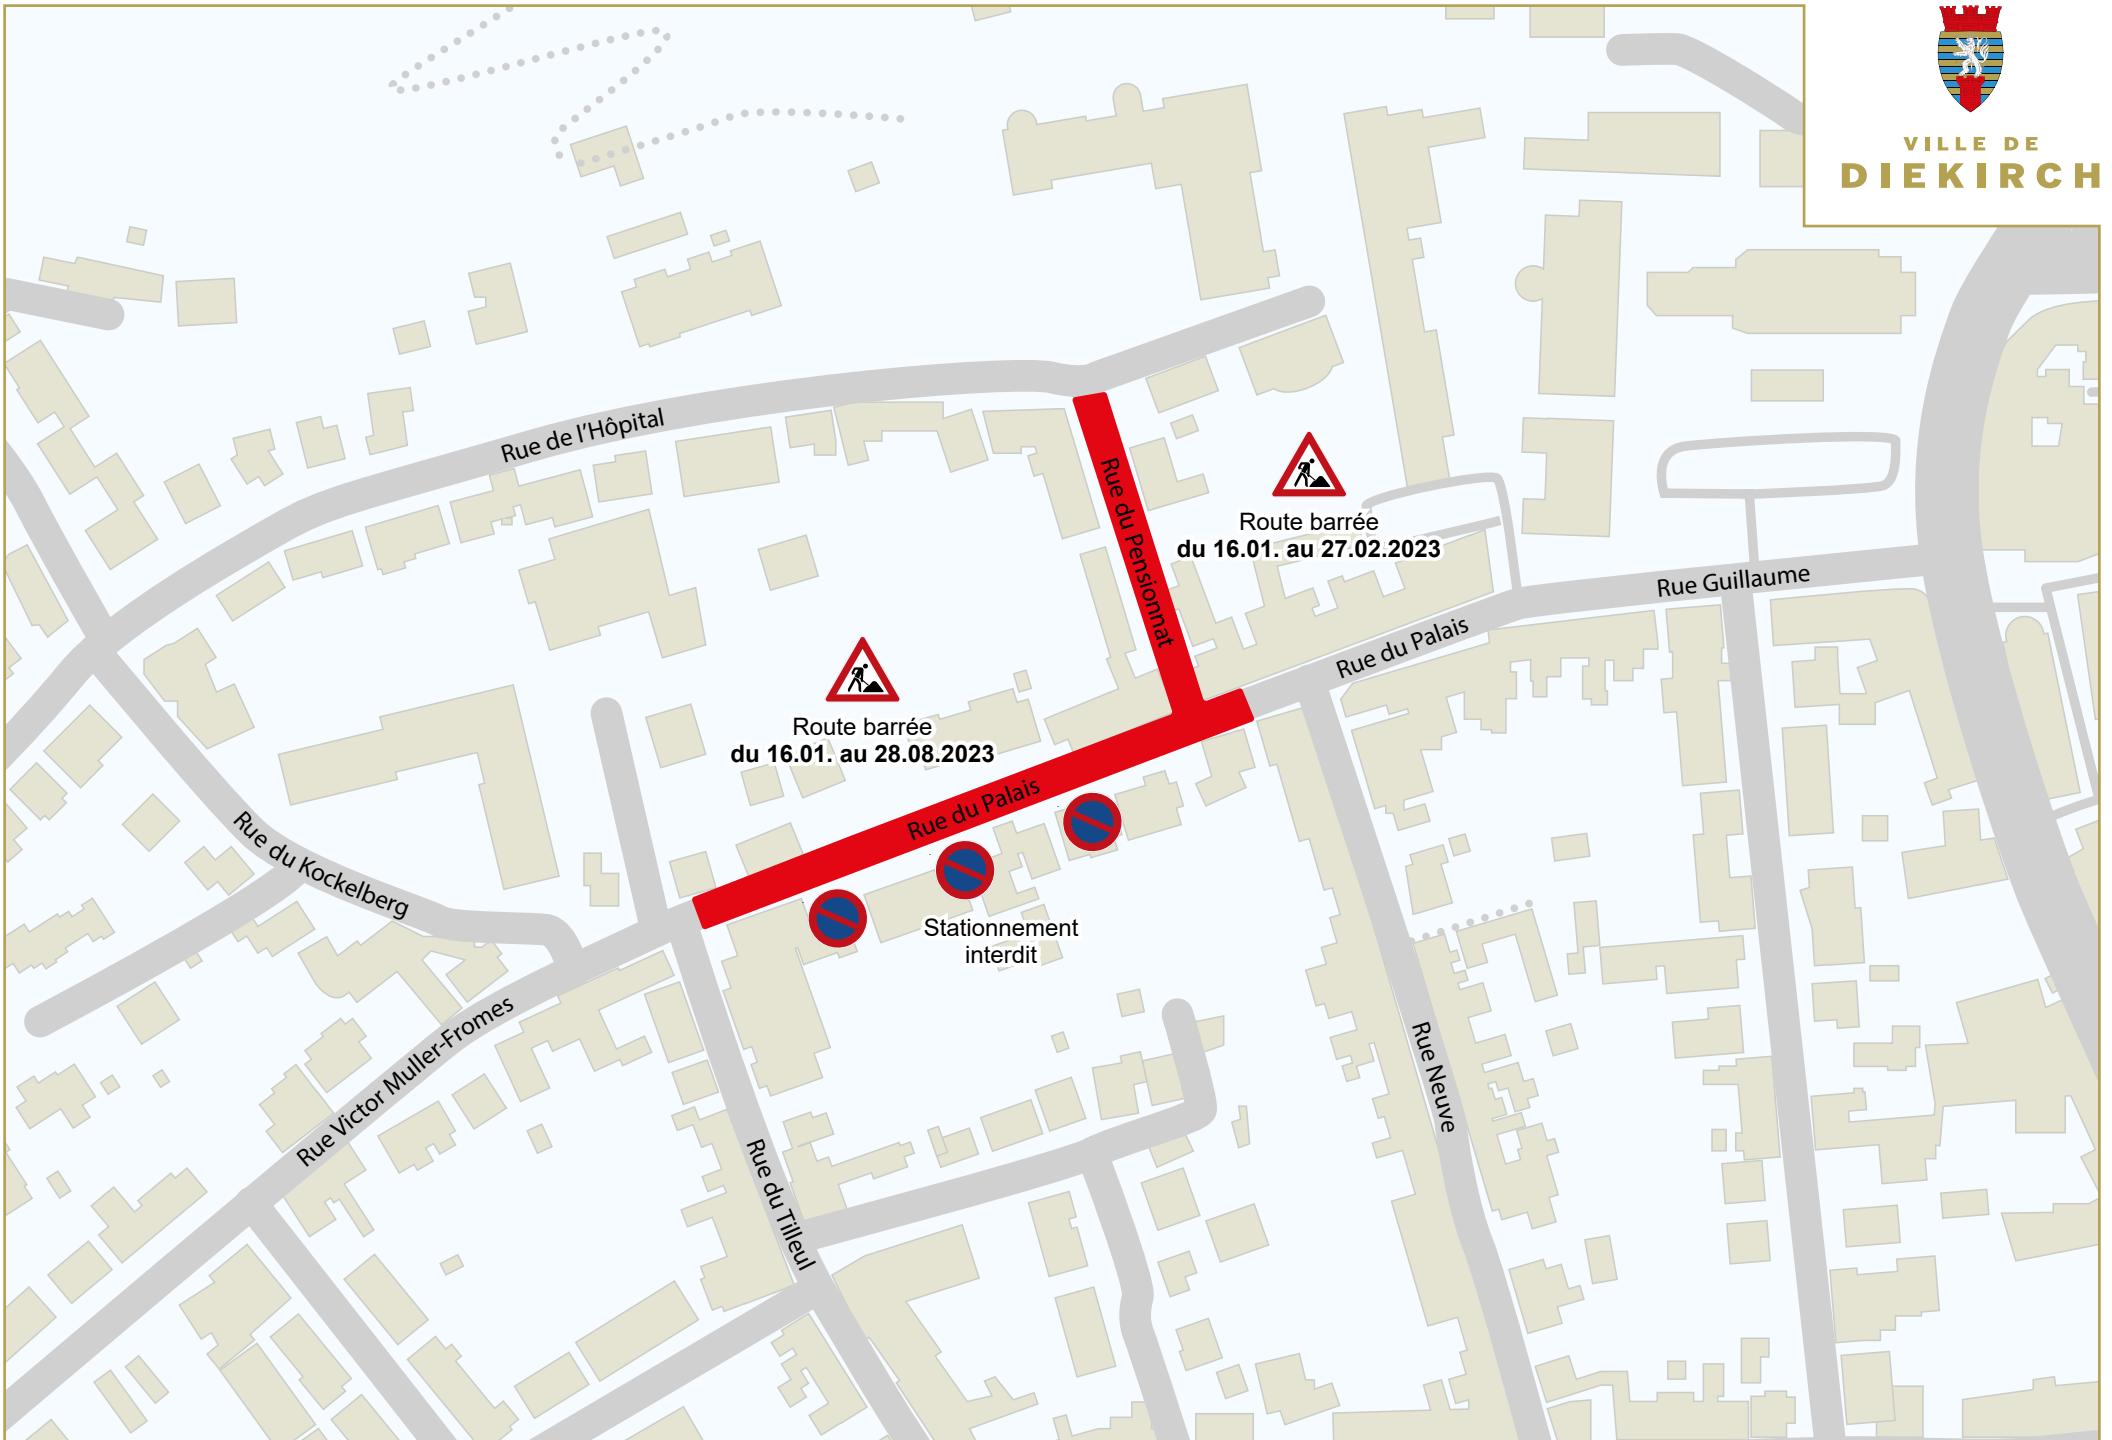 VILLE DE
DIEKIRCH
Rue de l'Hôpital
Rue du Pensionnat
Route barrée
du 16.01. au 27.02.2023
Rue Guillaume
Rue du Palais
Route barrée
du 16.01. au 28.08.2023
Rue du Palais
Rue du Kockelberg
Stationnement
interdit
Rue Victor Muller-Fromes
Rue Neuve
Rue du Tilleul